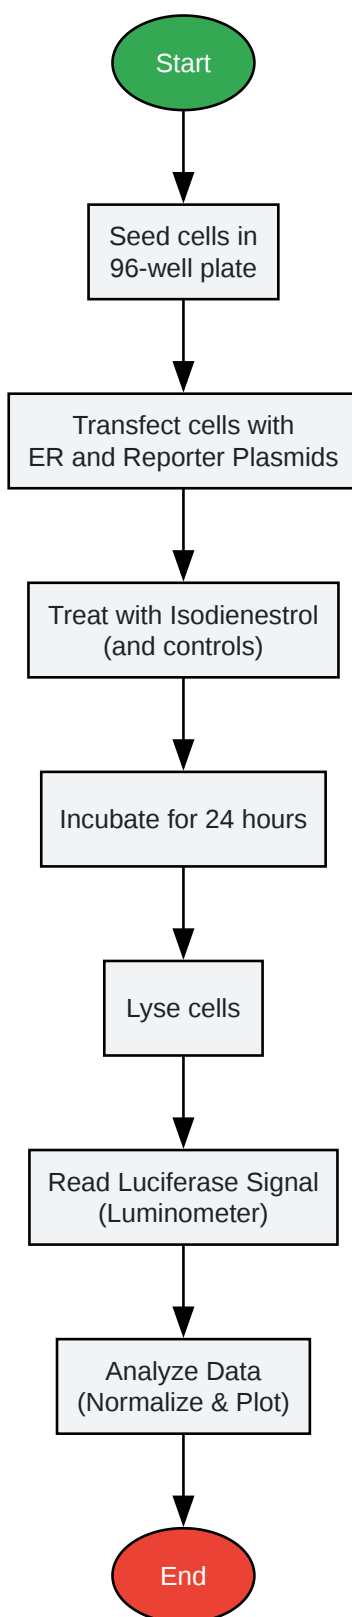 Start
Seed cells in
96-well plate
Transfect cells with
ER and Reporter Plasmids
Treat with Isodienestrol
(and controls)
Incubate for 24 hours
Lyse cells
Read Luciferase Signal
(Luminometer)
Analyze Data
(Normalize & Plot)
End